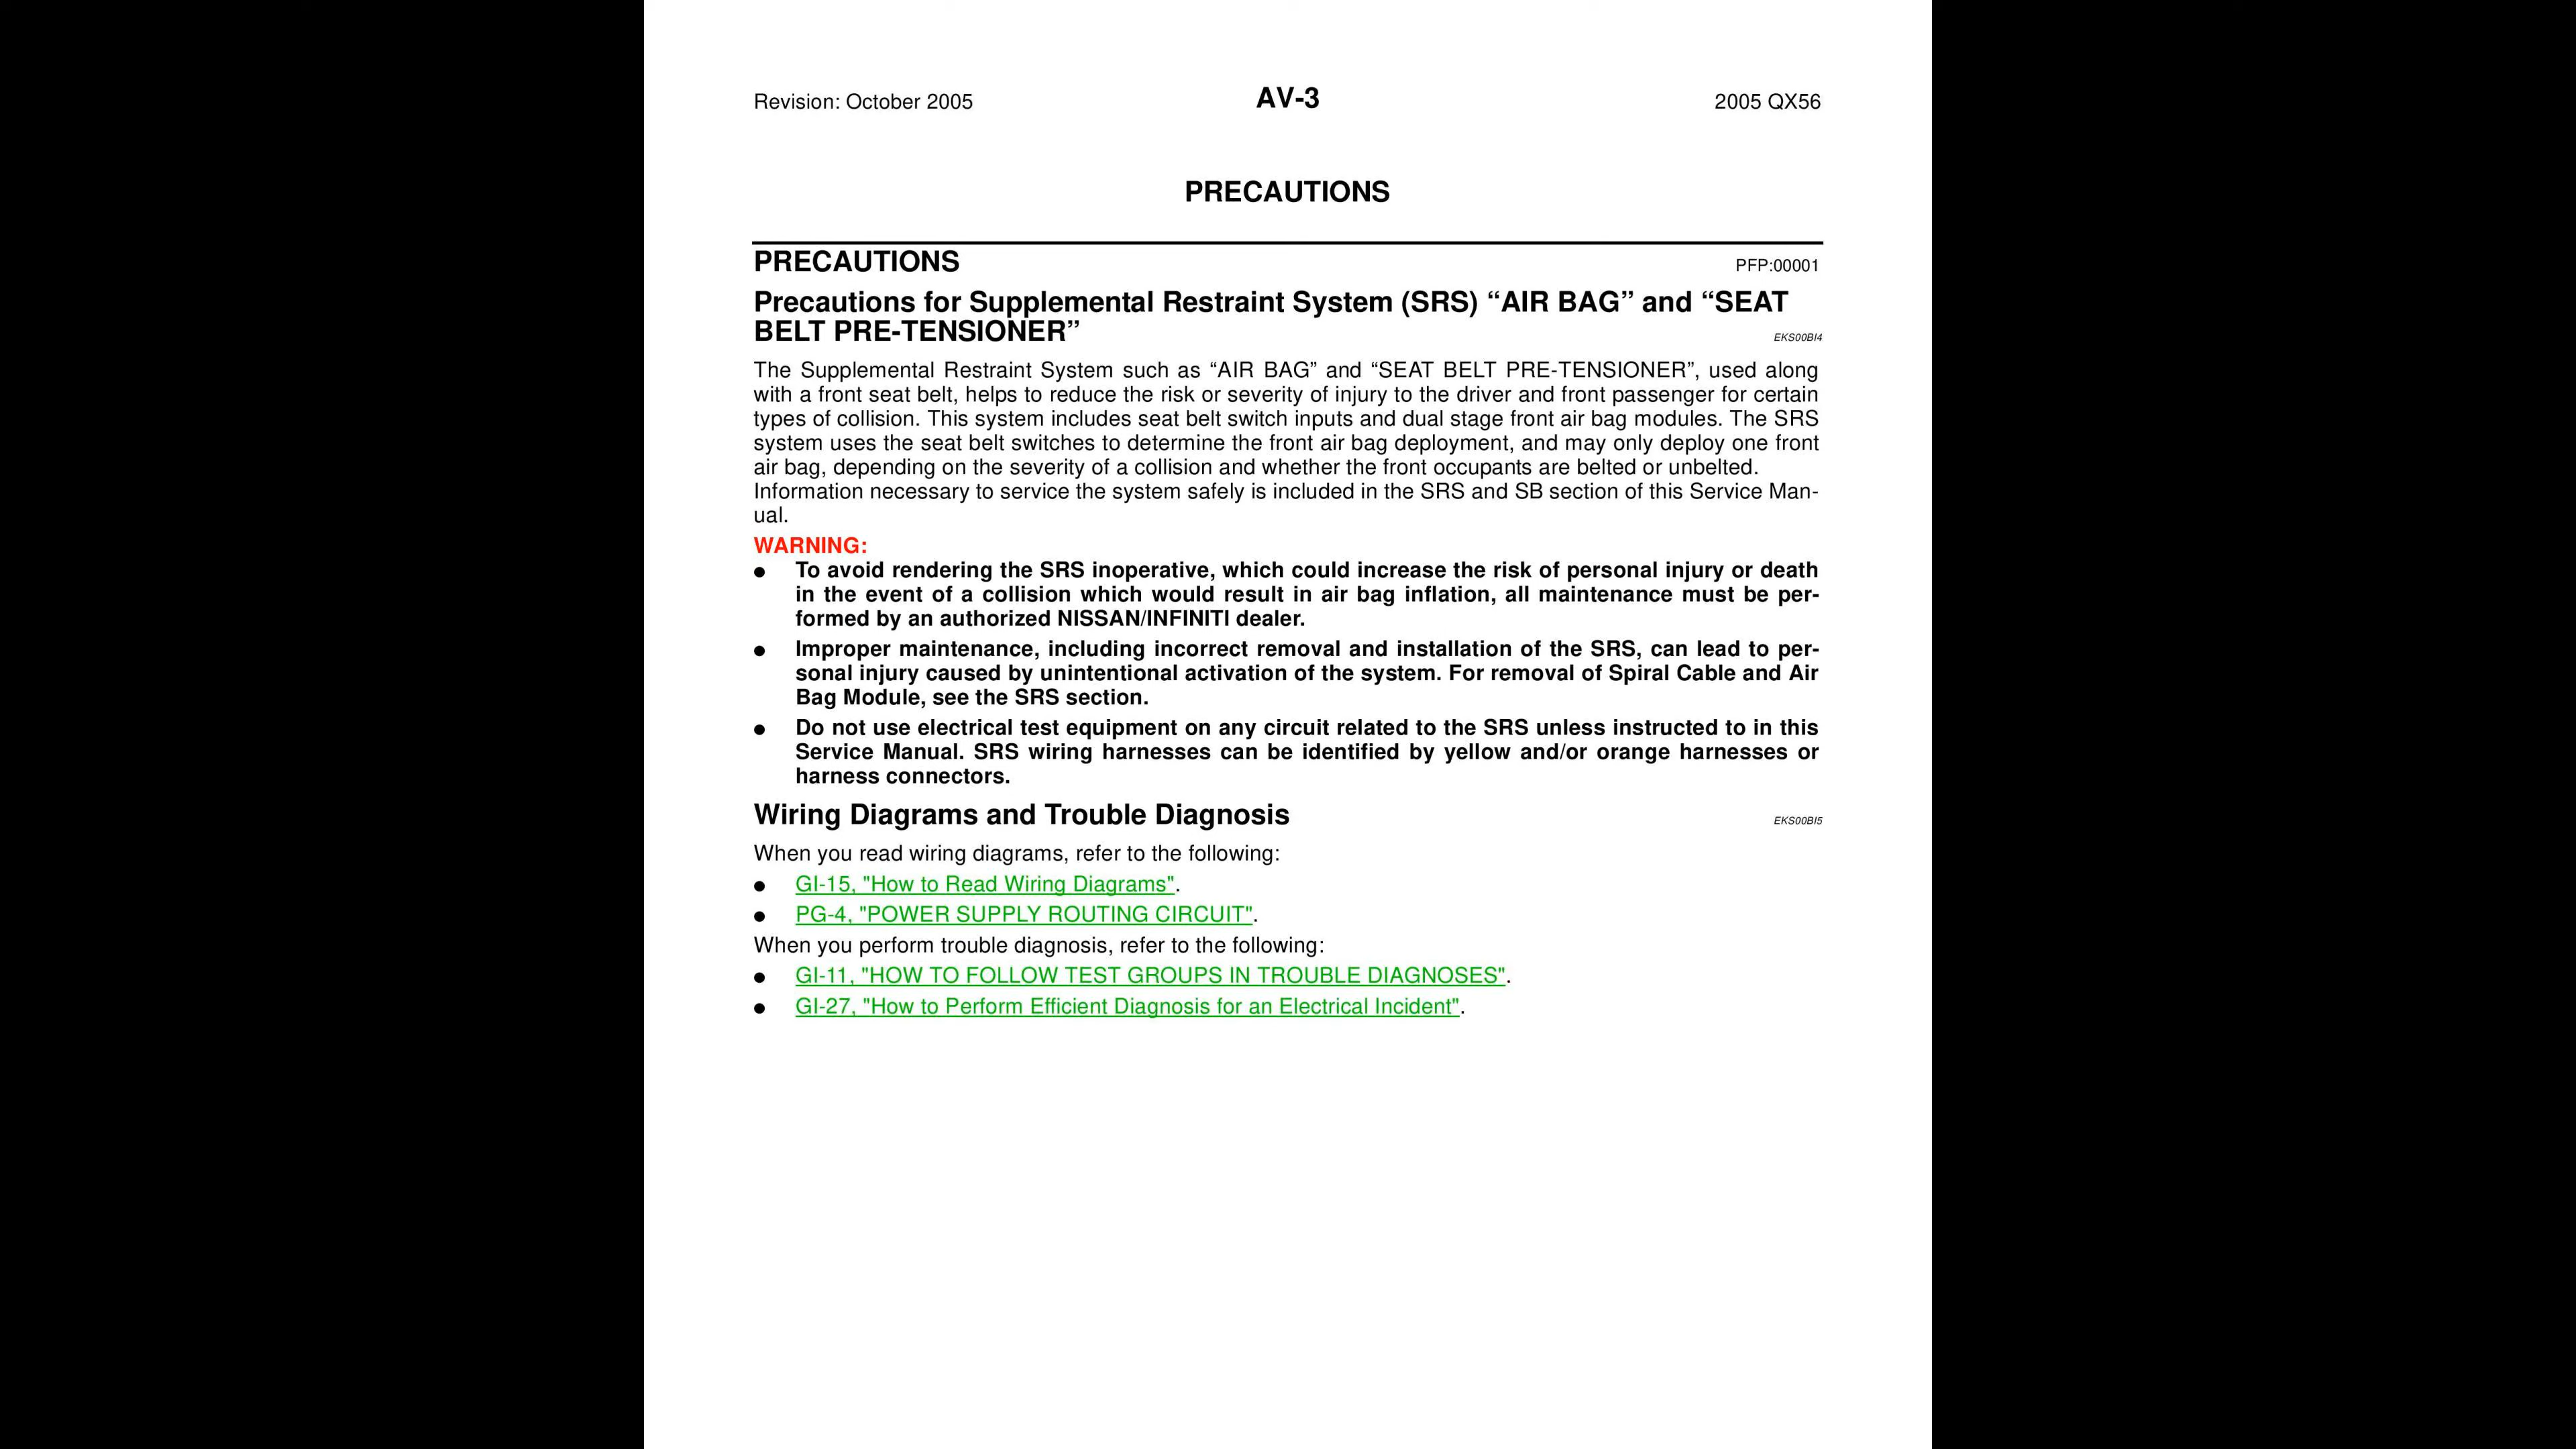 Revision: October 2005 AV-3 2005 QX56
PRECAUTIONS
PRECAUTIONS PFP:00001
Precautions for Supplemental Restraint System (SRS) “AIR BAG” and “SEAT
BELT PRE-TENSIONER” EKS00BI4
The Supplemental Restraint System such as “AIR BAG” and “SEAT BELT PRE-TENSIONER”, used along
with a front seat belt, helps to reduce the risk or severity of injury to the driver and front passenger for certain
types of collision. This system includes seat belt switch inputs and dual stage front air bag modules. The SRS
system uses the seat belt switches to determine the front air bag deployment, and may only deploy one front
air bag, depending on the severity of a collision and whether the front occupants are belted or unbelted.
Information necessary to service the system safely is included in the SRS and SB section of this Service Man-
ual.
WARNING:
● To avoid rendering the SRS inoperative, which could increase the risk of personal injury or death
in the event of a collision which would result in air bag inflation, all maintenance must be per-
formed by an authorized NISSAN/INFINITI dealer.
● Improper maintenance, including incorrect removal and installation of the SRS, can lead to per-
sonal injury caused by unintentional activation of the system. For removal of Spiral Cable and Air
Bag Module, see the SRS section.
● Do not use electrical test equipment on any circuit related to the SRS unless instructed to in this
Service Manual. SRS wiring harnesses can be identified by yellow and/or orange harnesses or
harness connectors.
Wiring Diagrams and Trouble Diagnosis EKS00BI5
When you read wiring diagrams, refer to the following:
● GI-15, "How to Read Wiring Diagrams".
● PG-4, "POWER SUPPLY ROUTING CIRCUIT".
When you perform trouble diagnosis, refer to the following:
● GI-11, "HOW TO FOLLOW TEST GROUPS IN TROUBLE DIAGNOSES".
● GI-27, "How to Perform Efficient Diagnosis for an Electrical Incident".